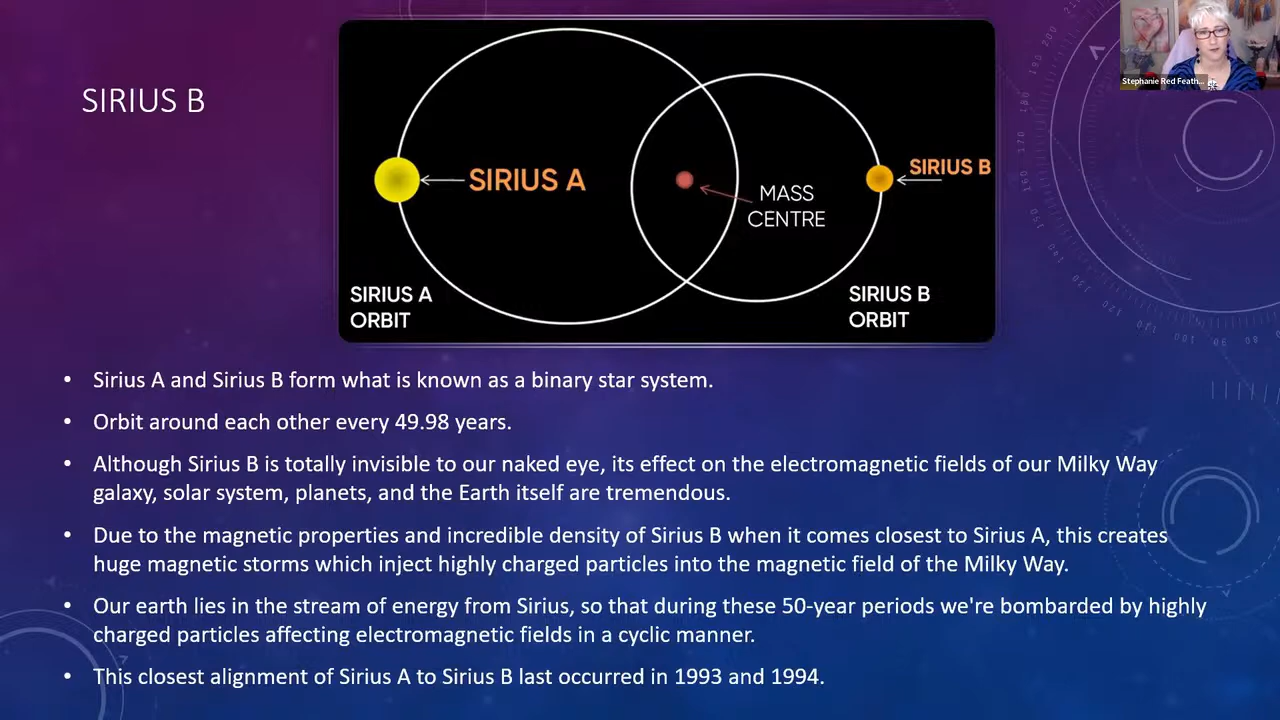 Stephanie Red Feath...
SIRIUS B
SIRIUS A
SIRIUS B
MASS
CENTRE
SIRIUS A
ORBIT
SIRIUS B
ORBIT
• Sirius A and Sirius B form what is known as a binary star system.
• Orbit around each other every 49.98 years.
• Although Sirius B is totally invisible to our naked eye, its effect on the electromagnetic fields of our Milky Way
galaxy, solar system, planets, and the Earth itself are tremendous.
• Due to the magnetic properties and incredible density of Sirius B when it comes closest to Sirius A, this creates
huge magnetic storms which inject highly charged particles into the magnetic field of the Milky Way.
• Our earth lies in the stream of energy from Sirius, so that during these 50-year periods we're bombarded by highly
charged particles affecting electromagnetic fields in a cyclic manner.
• This closest alignment of Sirius A to Sirius B last occurred in 1993 and 1994.